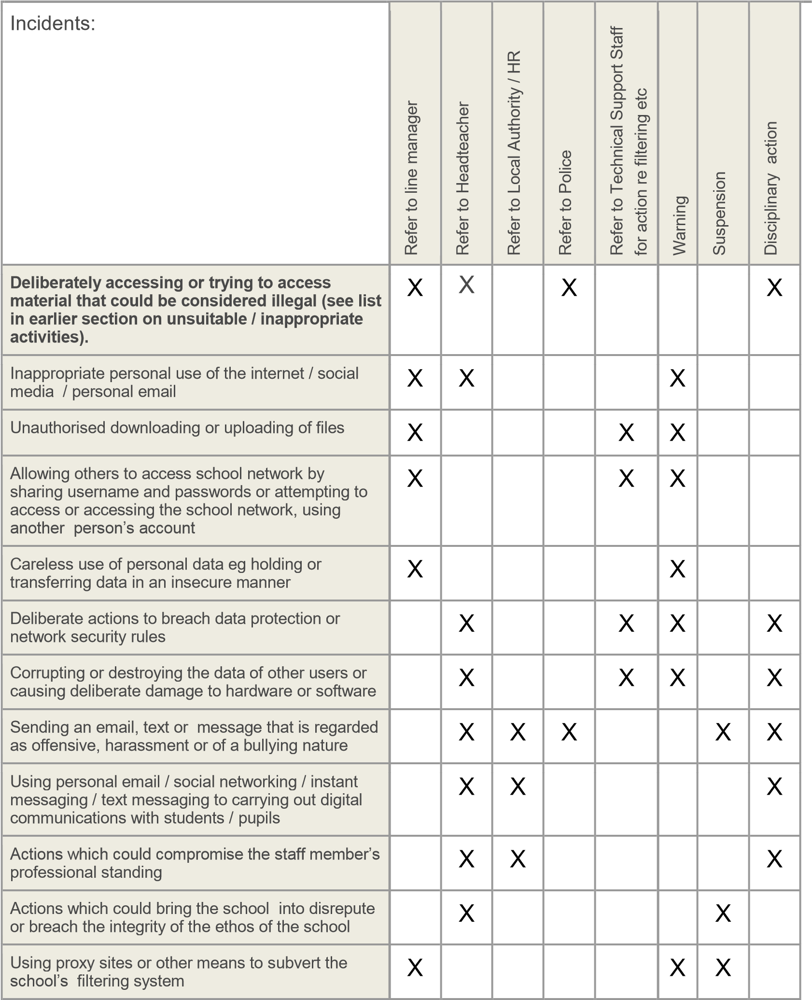 Incidents:
Refer to line manager
Refer to Headteacher
Refer to Local Authority / HR
Refer to Police
Refer to Technical Support Staff
for action re filtering etc
Warning
Suspension
Disciplinary  action
Deliberately accessing or trying to access
material that could be considered illegal (see list
in earlier section on unsuitable / inappropriate
activities).
X X X X
Inappropriate personal use of the internet / social
media  / personal email
X X X
Unauthorised downloading or uploading of files
X X X
Allowing others to access school network by
sharing username and passwords or attempting to
access or accessing the school network, using
another  person’s account
X X X
Careless use of personal data eg holding or
transferring data in an insecure manner
X X
Deliberate actions to breach data protection or
network security rules
X X X X
Corrupting or destroying the data of other users or
causing deliberate damage to hardware or software
X X X X
Sending an email, text or  message that is regarded
as offensive, harassment or of a bullying nature
X X X X X
Using personal email / social networking / instant
messaging / text messaging to carrying out digital
communications with students / pupils
X X X
Actions which could compromise the staff member’s
professional standing
X X X
Actions which could bring the school  into disrepute
or breach the integrity of the ethos of the school
X X
Using proxy sites or other means to subvert the
school’s  filtering system
X X X